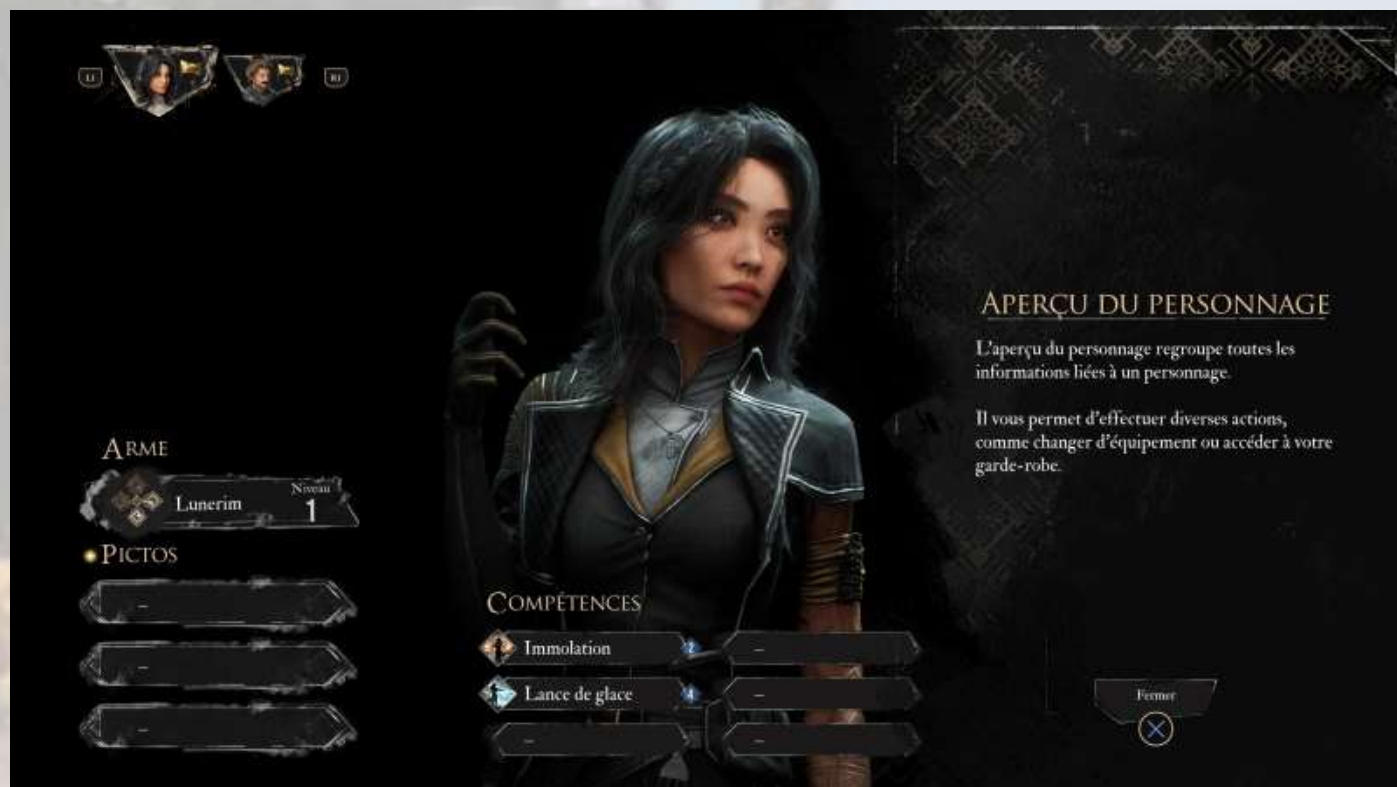 L1
R1
APERÇU DU PERSONNAGE
L'aperçu du personnage regroupe toutes les
informations liées à un personnage.
Il vous permet d'effectuer diverses actions,
comme changer d'équipement ou accéder à votre
garde-robe.
ARME
Lunerim
Niveau
1
PICTOS
–
–
–
COMPÉTENCES
Immolation 2 –
Lance de glace 4 –
– –
Fermer